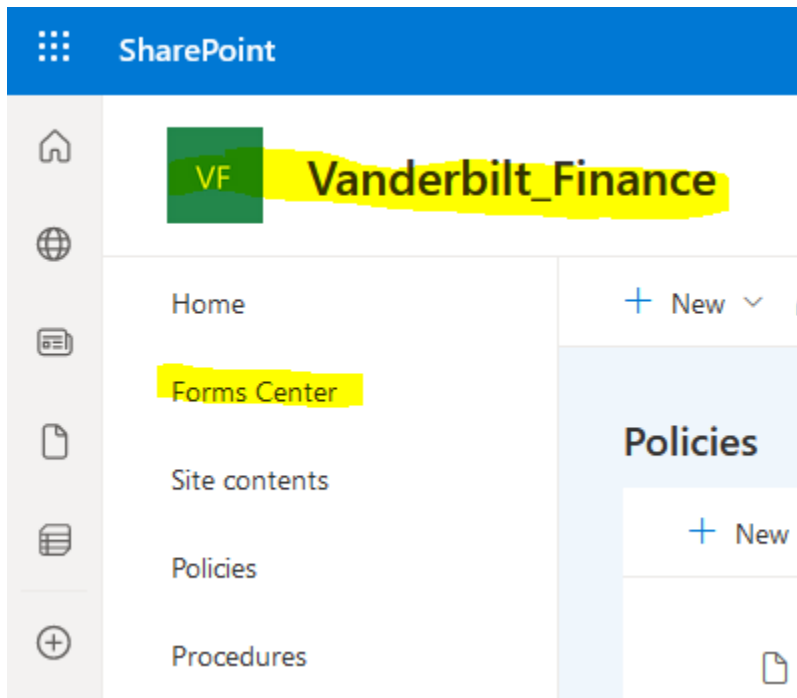 SharePoint
VF
Vanderbilt_Finance
Home
+ New
Forms Center
Policies
Site contents
+ New
Policies
Procedures